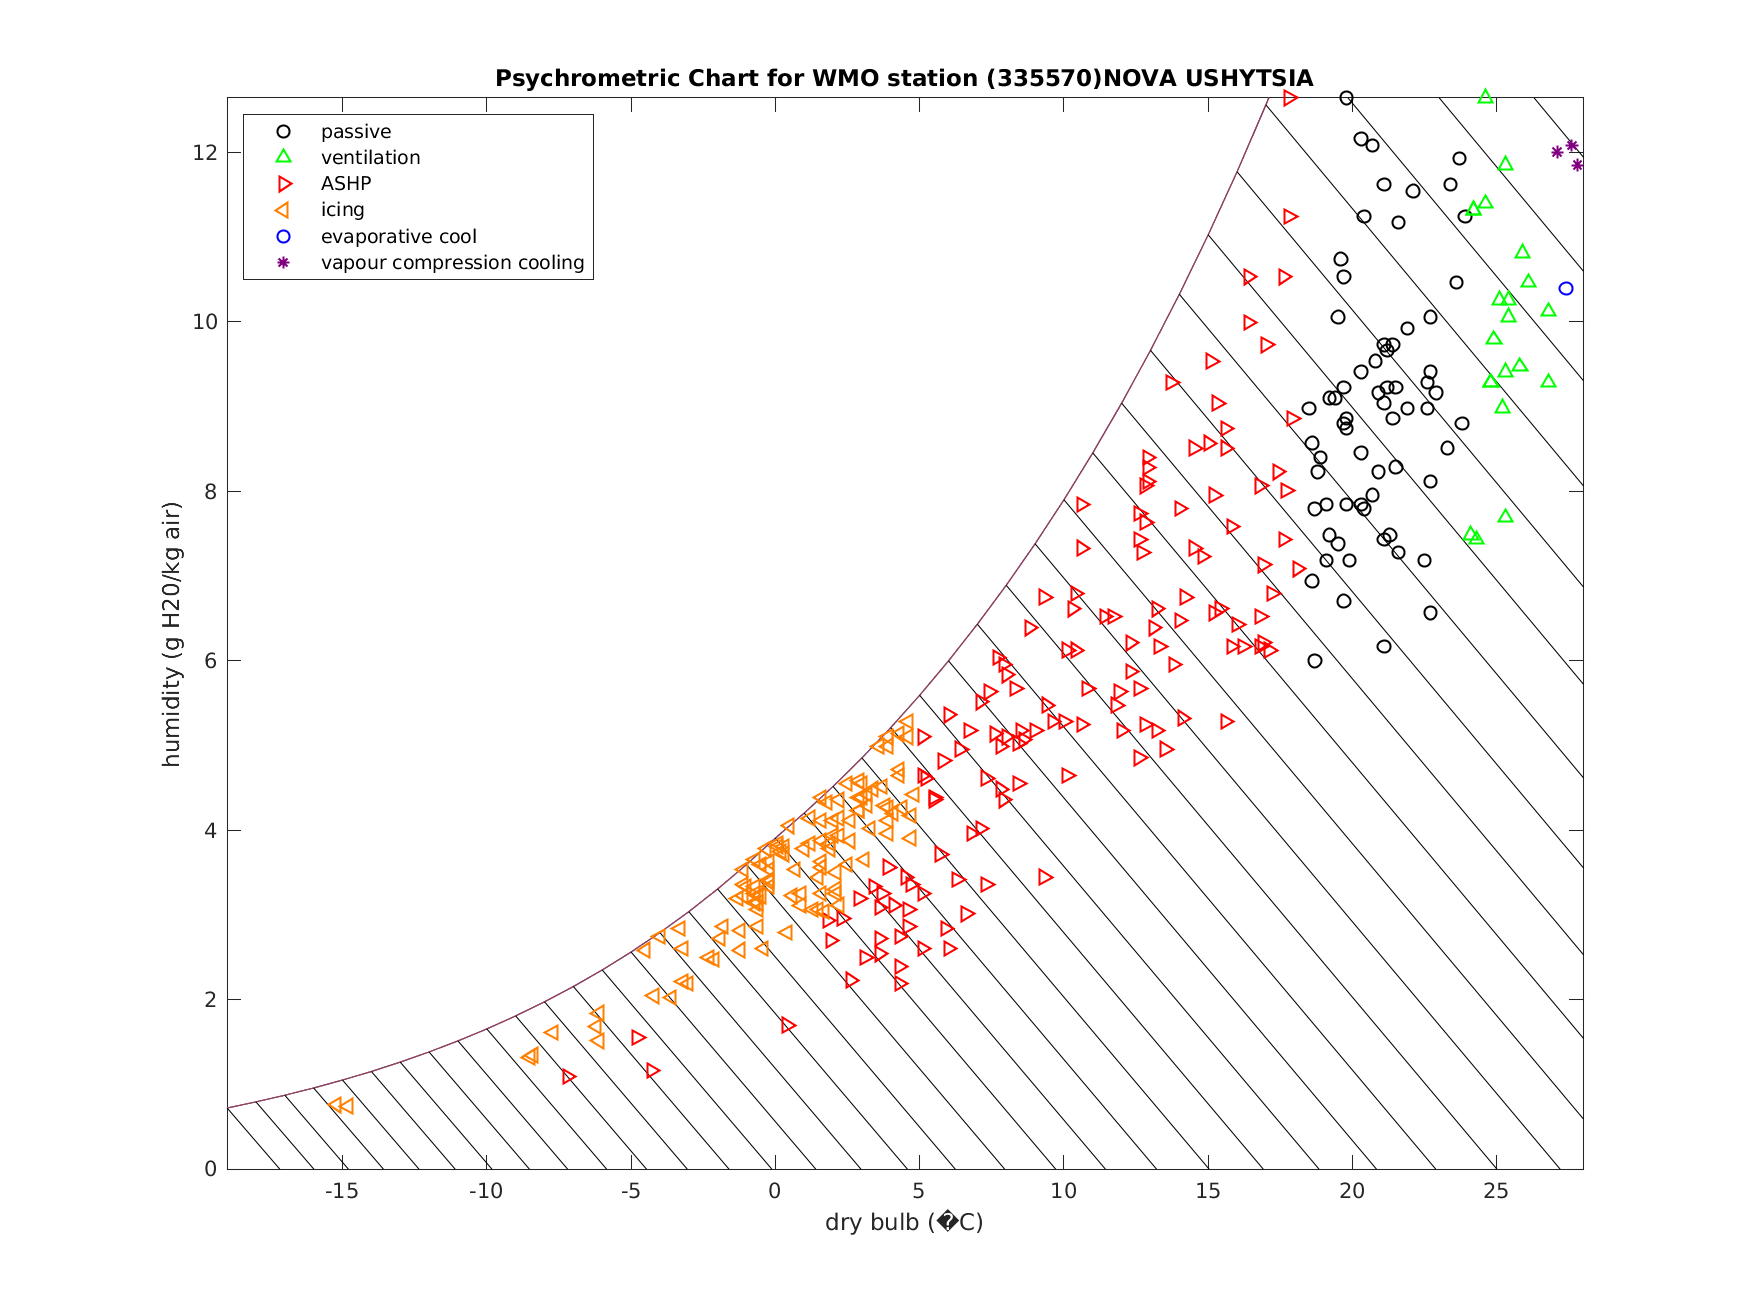 Psychrometric Chart for WMO station (335570)NOVA USHYTSIA
passive
ventilation
ASHP
icing
evaporative cool
vapour compression cooling
12
10
8
6
4
2
0
humidity (g H20/kg air)
-15
-10
-5
0
5
10
15
20
25
dry bulb (�C)